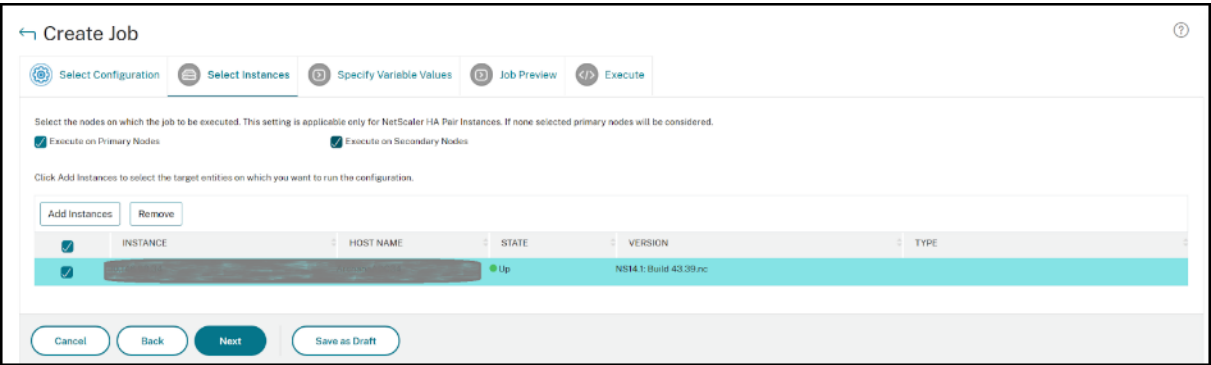 Create Job
Select Configuration Select Instances Specify Variable Values Job Preview Execute
Select the nodes on which the job to be executed. This setting is applicable only for NetScaler HA Pair Instances. If none selected primary nodes will be considered.
Execute on Primary Nodes Execute on Secondary Nodes
Click Add Instances to select the target entities on which you want to run the configuration.
Add Instances Remove
INSTANCE HOST NAME STATE VERSION TYPE
Up NS14.1: Build 43.39.nc
Cancel Back Next Save as Draft